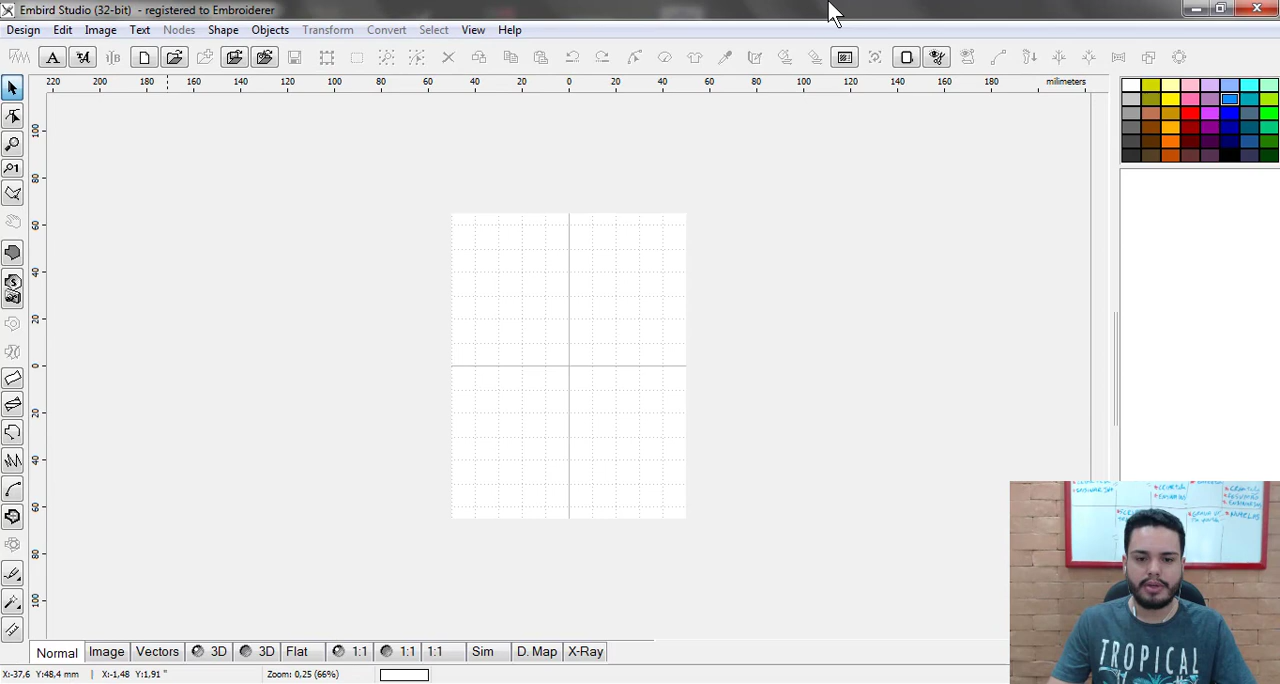 Embird Studio (32-bit) - registered to Embroiderer
Design Edit Image Text Nodes Shape Objects Transform Convert Select View Help
220 200 180 160 140 120 100 80 60 40 20 0 20 40 60 80 100 120 140 160 180 milimeters
100
80
60
40
20
0
20
40
60
80
100
Normal Image Vectors 3D 3D Flat 1:1 1:1 1:1 Sim D. Map X-Ray
X:-37,6 Y:48,4 mm X:-1,48 Y:1,91 " Zoom: 0,25 (66%)
TROPICAL